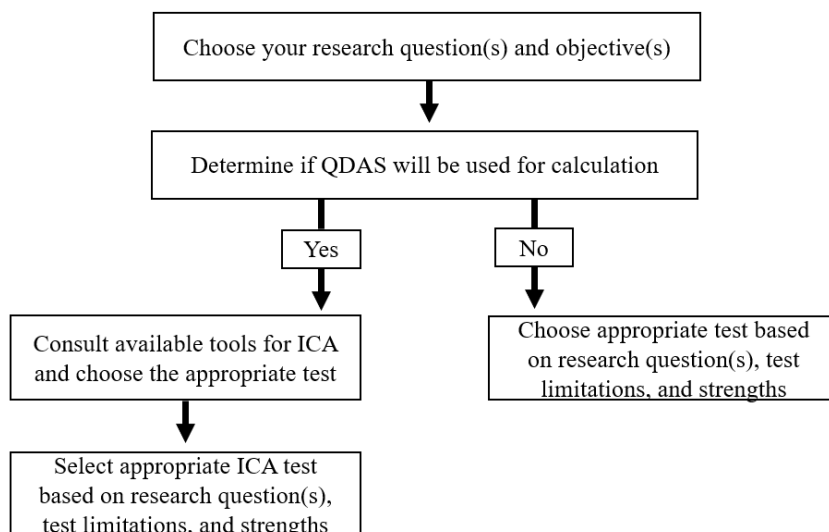 Choose your research question(s) and objective(s)
Determine if QDAS will be used for calculation
Yes
No
Consult available tools for ICA
and choose the appropriate test
Choose appropriate test based
on research question(s), test
limitations, and strengths
Select appropriate ICA test
based on research question(s),
test limitations, and strengths